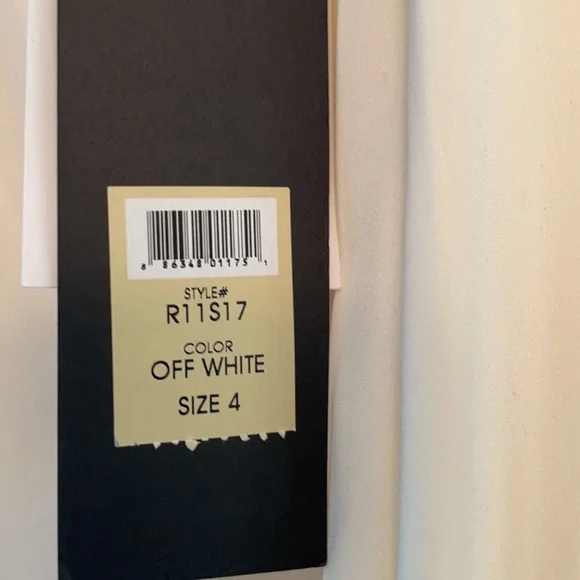 8 86348 01175 1
STYLE#
R11S17
COLOR
OFF WHITE
SIZE 4